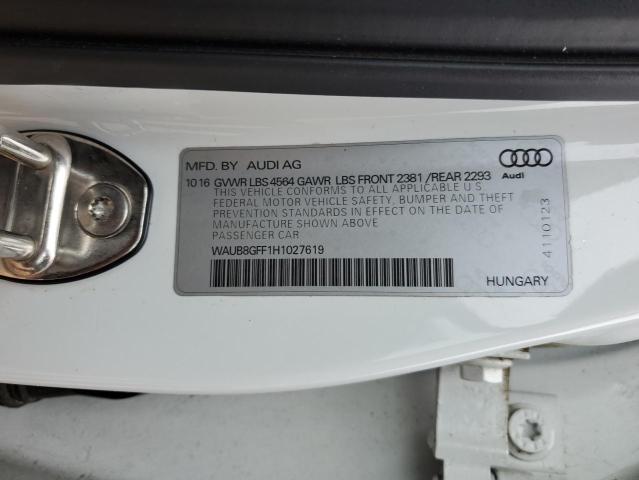 MFD. BY AUDI AG
10 16 GVWR LBS 4564 GAWR LBS FRONT 2381 /REAR 2293
Audi
THIS VEHICLE CONFORMS TO ALL APPLICABLE U S
FEDERAL MOTOR VEHICLE SAFETY, BUMPER AND THEFT
PREVENTION STANDARDS IN EFFECT ON THE DATE OF
MANUFACTURE SHOWN ABOVE
PASSENGER CAR
WAUB8GFF1H1027619
4110123
HUNGARY